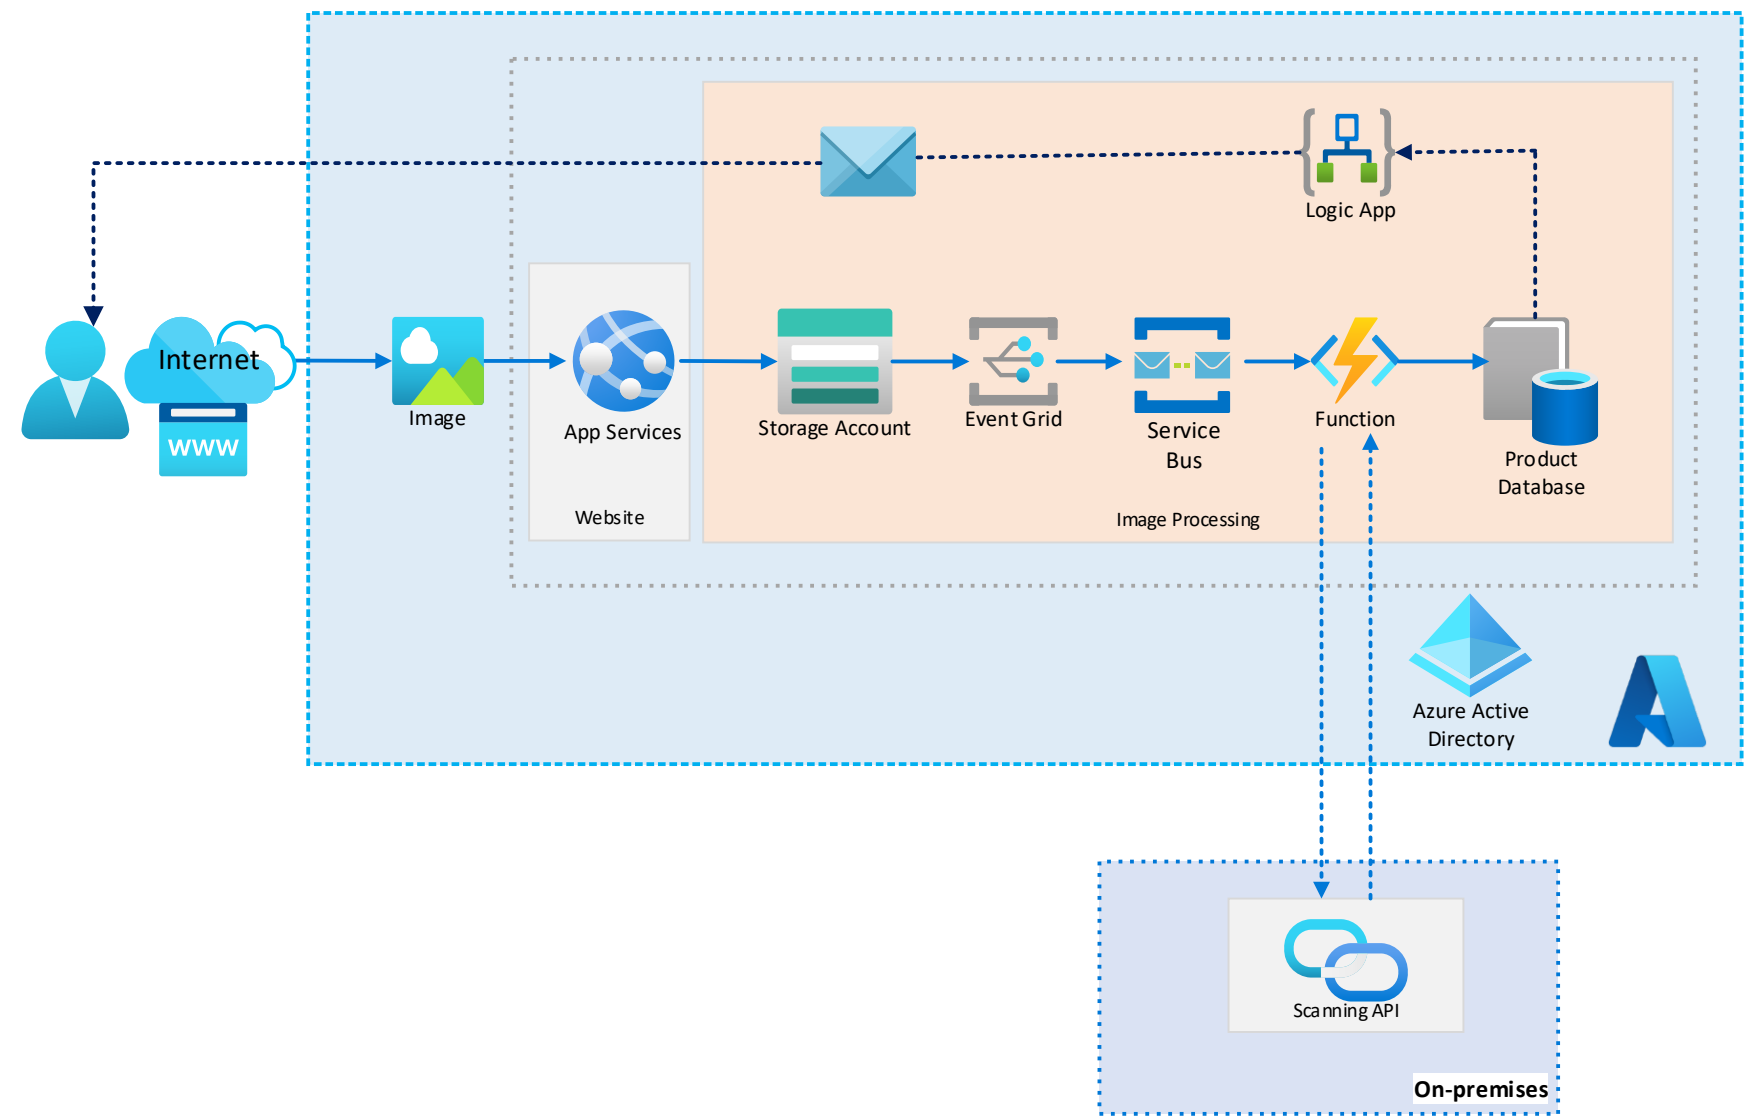 Logic App
Internet
www
Image
App Services
Website
Storage Account
Event Grid
Service
Bus
Function
Product
Database
Image Processing
Azure Active
Directory
Scanning API
On-premises